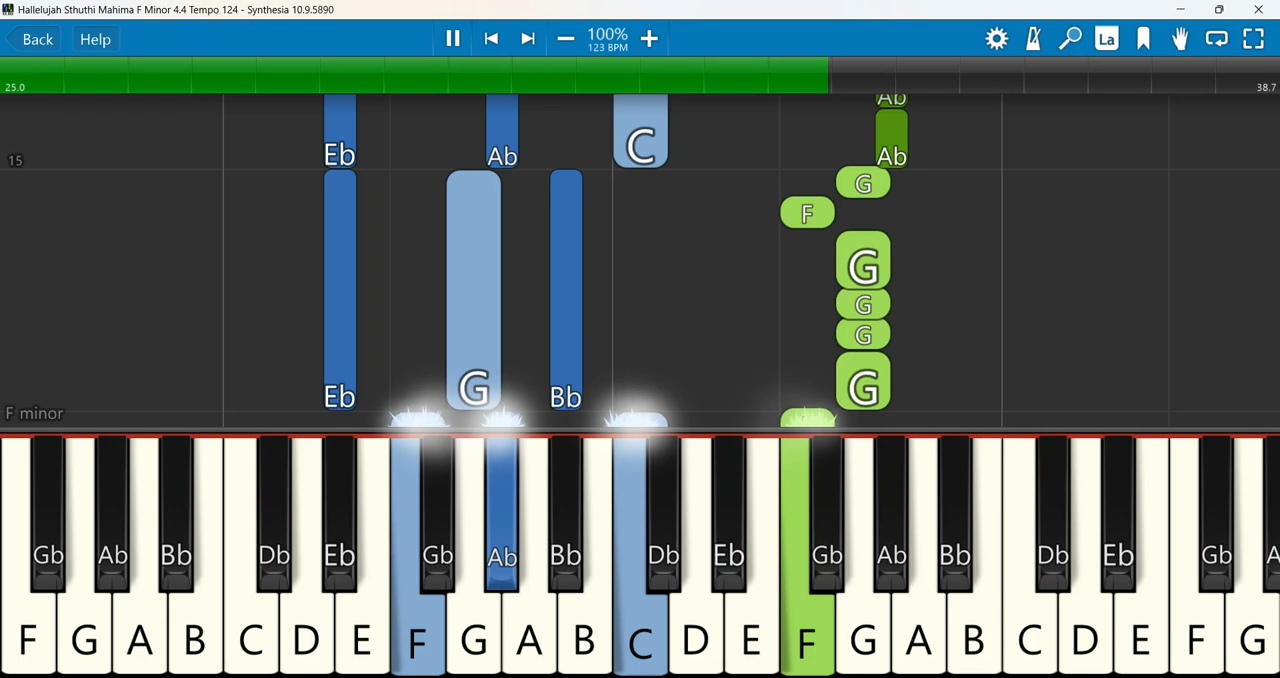 Hallelujah Sthuthi Mahima F Minor 4.4 Tempo 124 - Synthesia 10.9.5890
Back Help 100% La
123 BPM
25.0 38.7
Ab
15 Eb Ab C Ab
G
F
G
G
G
Eb G Bb G
F minor
Gb Ab Bb Db Eb Gb Ab Bb Db Eb Gb Ab Bb Db Eb Gb A
F G A B C D E F G A B C D E F G A B C D E F G